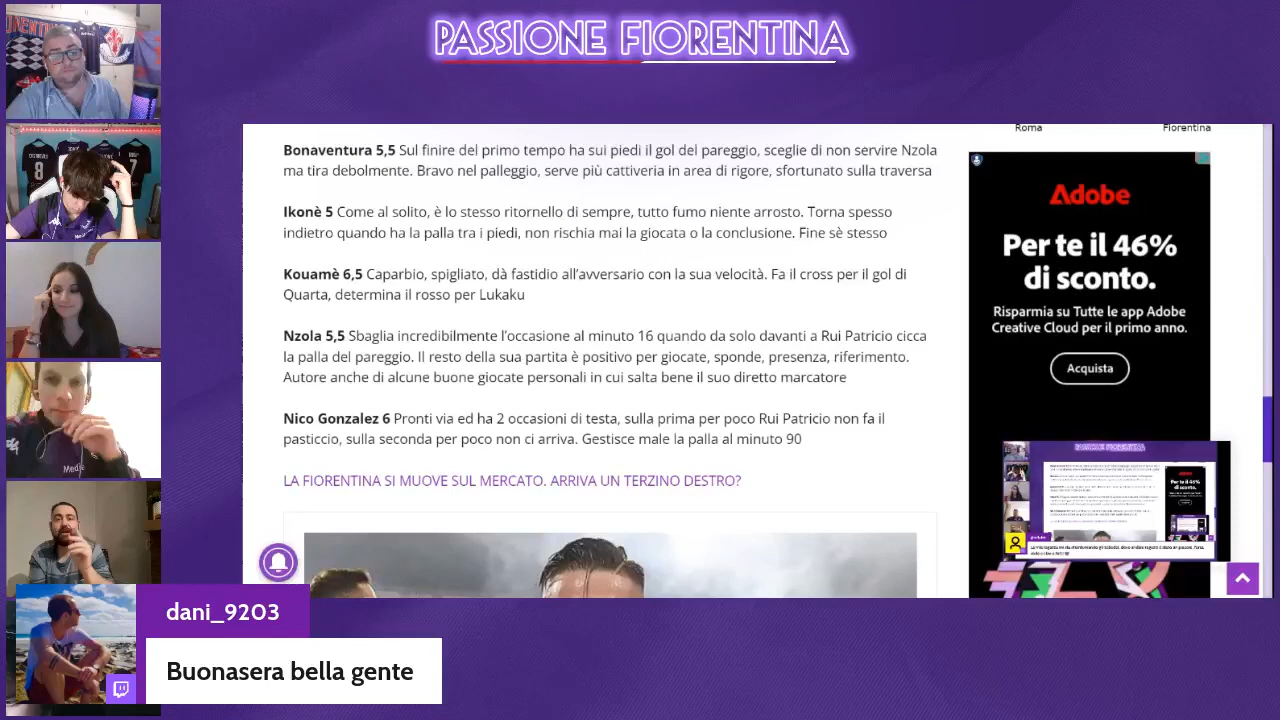 PASSIONE FIORENTINA
Roma Fiorentina
Bonaventura 5,5 Sul finire del primo tempo ha sui piedi il gol del pareggio, sceglie di non servire Nzola
ma tira debolmente. Bravo nel palleggio, serve più cattiveria in area di rigore, sfortunato sulla traversa
Ikonè 5 Come al solito, è lo stesso ritornello di sempre, tutto fumo niente arrosto. Torna spesso
indietro quando ha la palla tra i piedi, non rischia mai la giocata o la conclusione. Fine sè stesso
Kouamè 6,5 Caparbio, spigliato, dà fastidio all'avversario con la sua velocità. Fa il cross per il gol di
Quarta, determina il rosso per Lukaku
Nzola 5,5 Sbaglia incredibilmente l'occasione al minuto 16 quando da solo davanti a Rui Patricio cicca
la palla del pareggio. Il resto della sua partita è positivo per giocate, sponde, presenza, riferimento.
Autore anche di alcune buone giocate personali in cui salta bene il suo diretto marcatore
Nico Gonzalez 6 Pronti via ed ha 2 occasioni di testa, sulla prima per poco Rui Patricio non fa il
pasticcio, sulla seconda per poco non ci arriva. Gestisce male la palla al minuto 90
LA FIORENTINA SI MUOVE SUL MERCATO. ARRIVA UN TERZINO DESTRO?
Adobe
Per te il 46%
di sconto.
Risparmia su Tutte le app Adobe
Creative Cloud per il primo anno.
Acquista
dani_9203
Buonasera bella gente